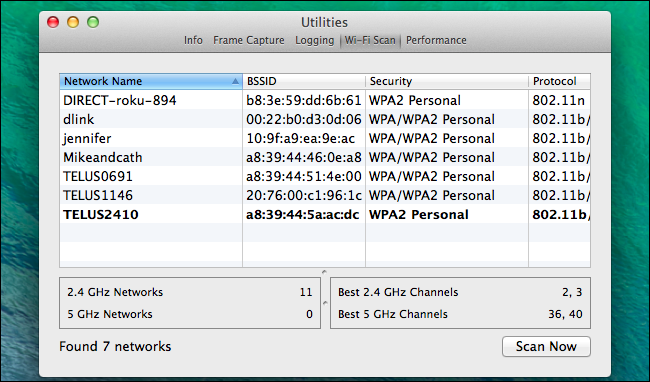 Utilities
Info Frame Capture Logging Wi-Fi Scan Performance
Network Name BSSID Security Protocol
DIRECT-roku-894 b8:3e:59:dd:6b:61 WPA2 Personal 802.11n
dlink 00:22:b0:d3:0d:06 WPA/WPA2 Personal 802.11b/
jennifer 10:9f:a9:ea:9e:ac WPA/WPA2 Personal 802.11b/
Mikeandcath a8:39:44:46:0e:a8 WPA/WPA2 Personal 802.11b/
TELUS0691 a8:39:44:51:4e:00 WPA/WPA2 Personal 802.11b/
TELUS1146 20:76:00:c1:96:1c WPA/WPA2 Personal 802.11b/
TELUS2410 a8:39:44:5a:ac:dc WPA2 Personal 802.11b/
2.4 GHz Networks 11 Best 2.4 GHz Channels 2, 3
5 GHz Networks 0 Best 5 GHz Channels 36, 40
Found 7 networks Scan Now